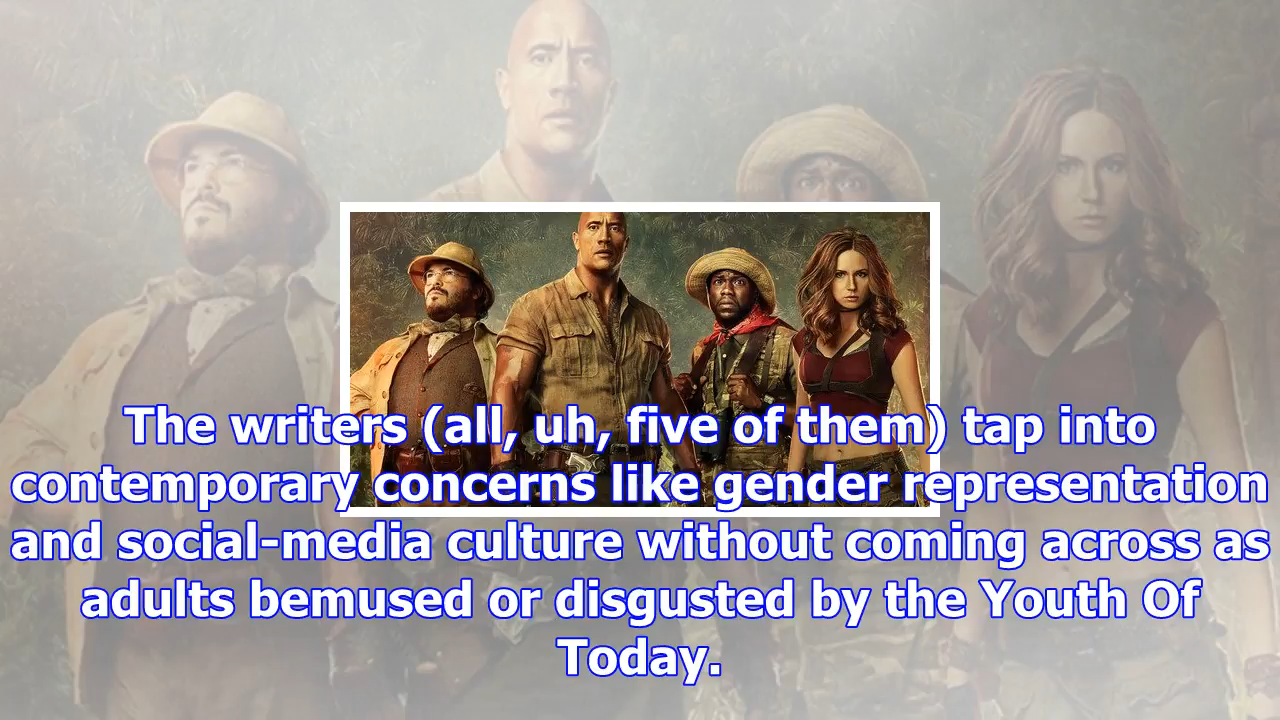 The writers (all, uh, five of them) tap into
contemporary concerns like gender representation
and social-media culture without coming across as
adults bemused or disgusted by the Youth Of
Today.